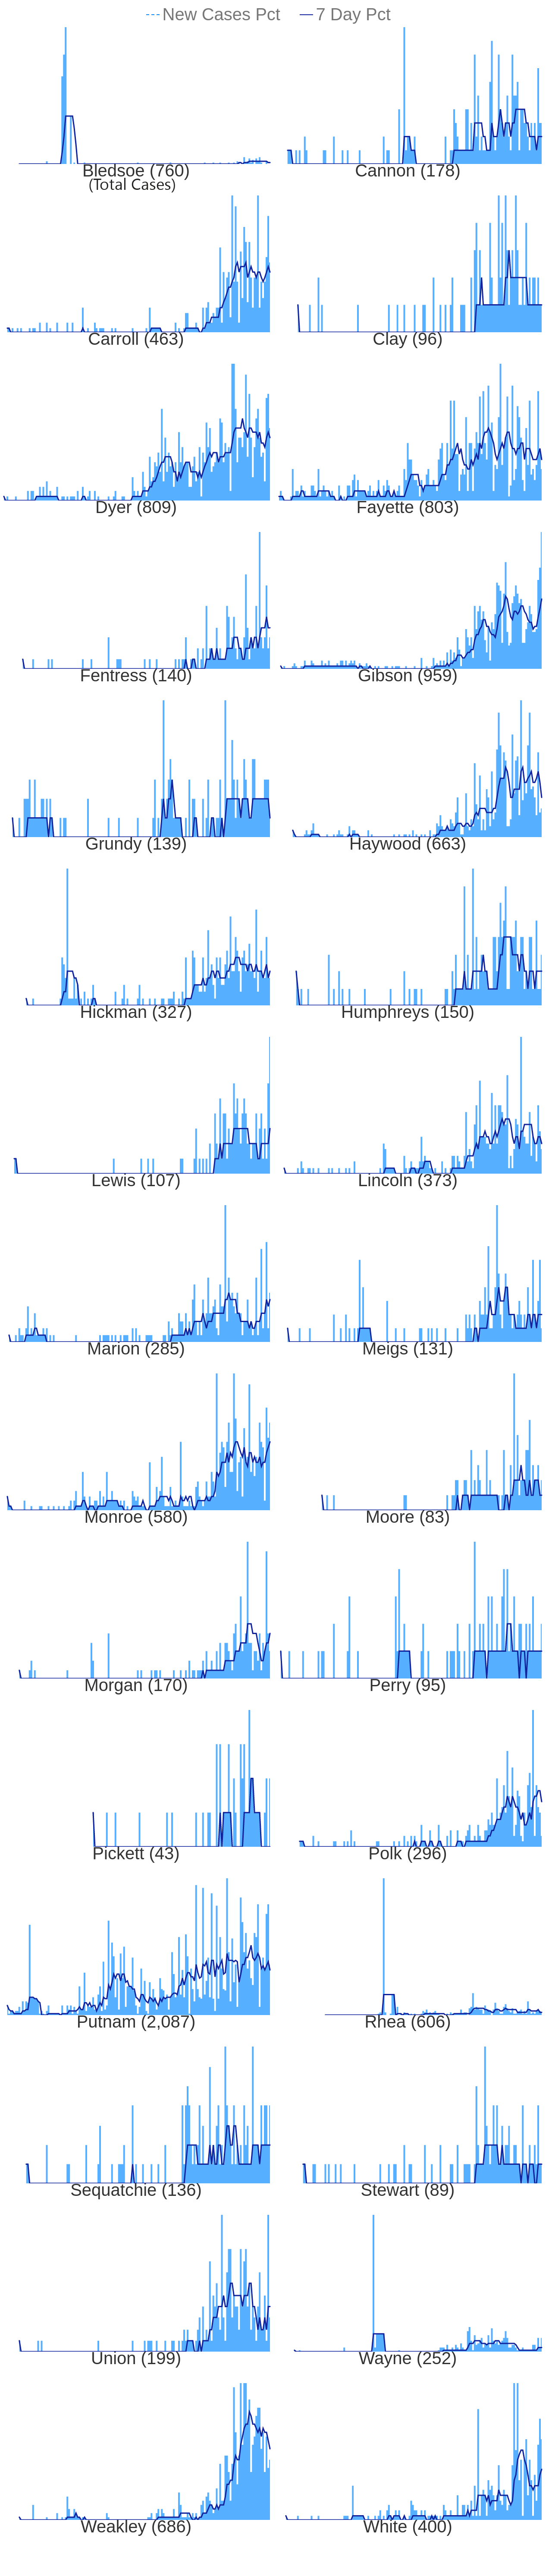 New Cases Pct 7 Day Pct
Bledsoe (760) Cannon (178)
(Total Cases)
Carroll (463) Clay (96)
Dyer (809) Fayette (803)
Fentress (140) Gibson (959)
Grundy (139) Haywood (663)
Hickman (327) Humphreys (150)
Lewis (107) Lincoln (373)
Marion (285) Meigs (131)
Monroe (580) Moore (83)
Morgan (170) Perry (95)
Pickett (43) Polk (296)
Putnam (2,087) Rhea (606)
Sequatchie (136) Stewart (89)
Union (199) Wayne (252)
Weakley (686) White (400)